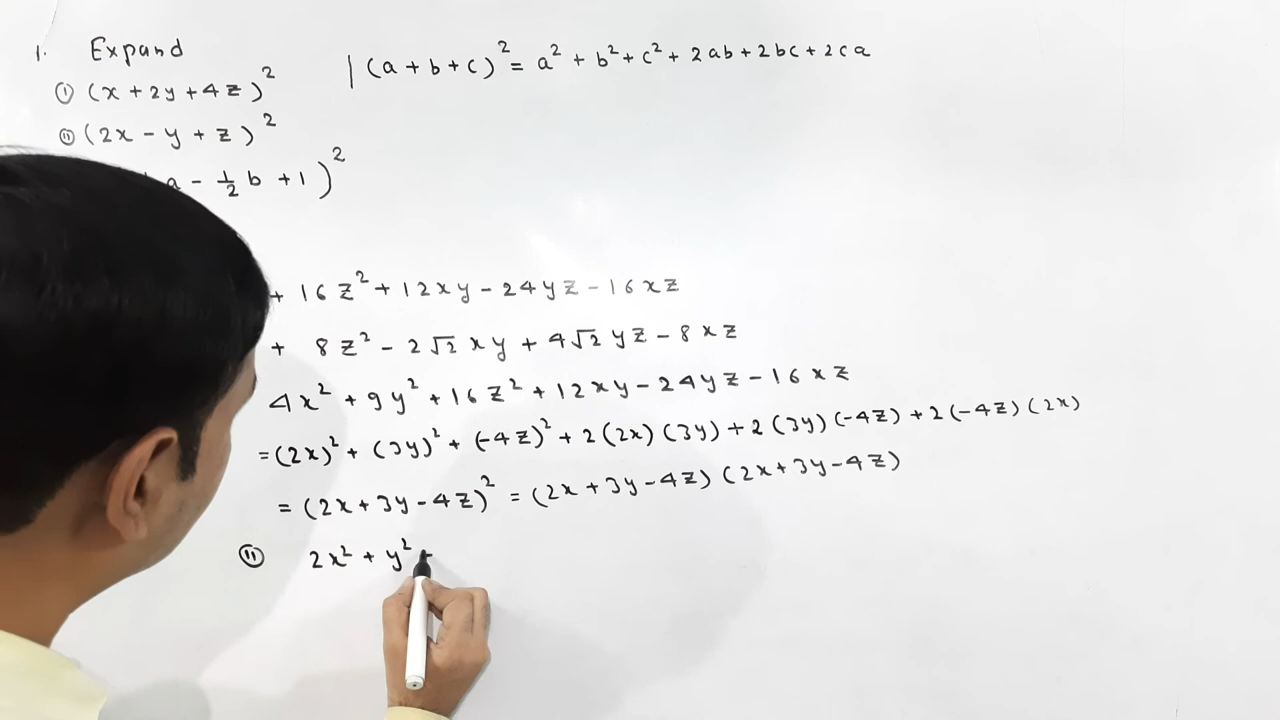 1. Expand
(a+b+c)² = a² + b² + c² + 2ab + 2bc + 2ca
(i) (x + 2y + 4z)²
(ii) (2x - y + z)²
a - 1/2 b + 1)²
+ 16z² + 12xy - 24yz - 16xz
+ 8z² - 2√2 xy + 4√2 yz - 8xz
4x² + 9y² + 16z² + 12xy - 24yz - 16xz
= (2x)² + (3y)² + (-4z)² + 2(2x)(3y) + 2(3y)(-4z) + 2(-4z)(2x)
= (2x + 3y - 4z)² = (2x + 3y - 4z)(2x + 3y - 4z)
(ii) 2x² + y² +